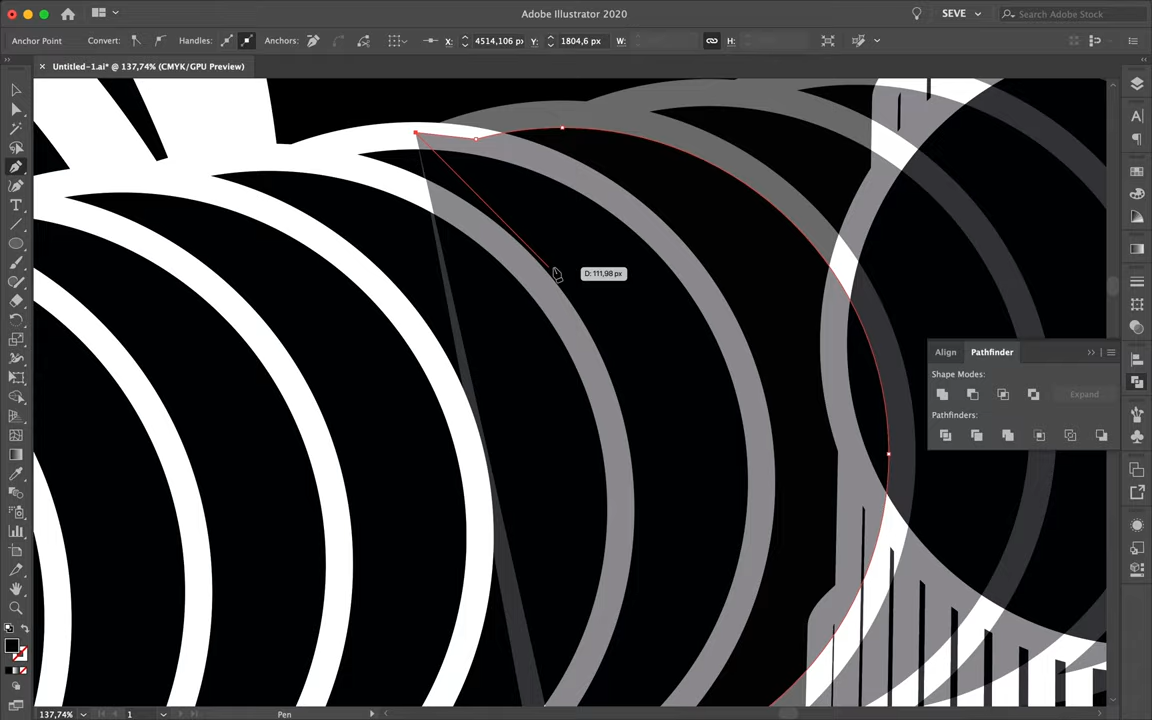 Adobe Illustrator 2020
SEVE
Search Adobe Stock
Anchor Point
Convert:
Handles:
Anchors:
X:
4514,106 px
Y:
1804,6 px
W:
H:
Untitled-1.ai* @ 137,74% (CMYK/GPU Preview)
D: 111,98 px
Align
Pathfinder
Shape Modes:
Expand
Pathfinders:
137,74%
1
Pen